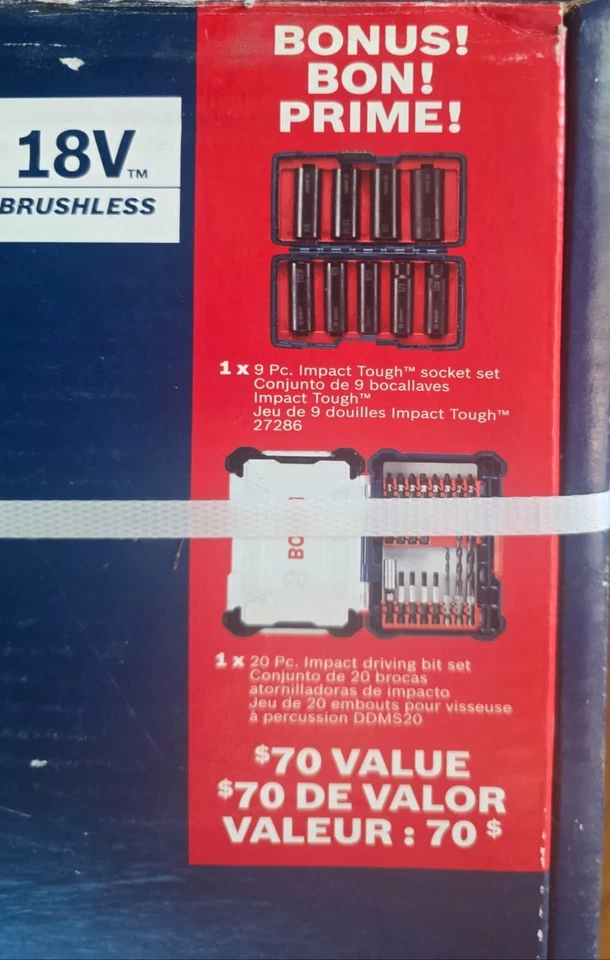 BONUS!
BON!
PRIME!
18V™
BRUSHLESS
1 x 9 Pc. Impact Tough™ socket set
Conjunto de 9 bocallaves
Impact Tough™
Jeu de 9 douilles Impact Tough™
27286
1 x 20 Pc. Impact driving bit set
Conjunto de 20 brocas
atornilladoras de impacto
Jeu de 20 embouts pour visseuse
à percussion DDMS20
$70 VALUE
$70 DE VALOR
VALEUR : 70 $